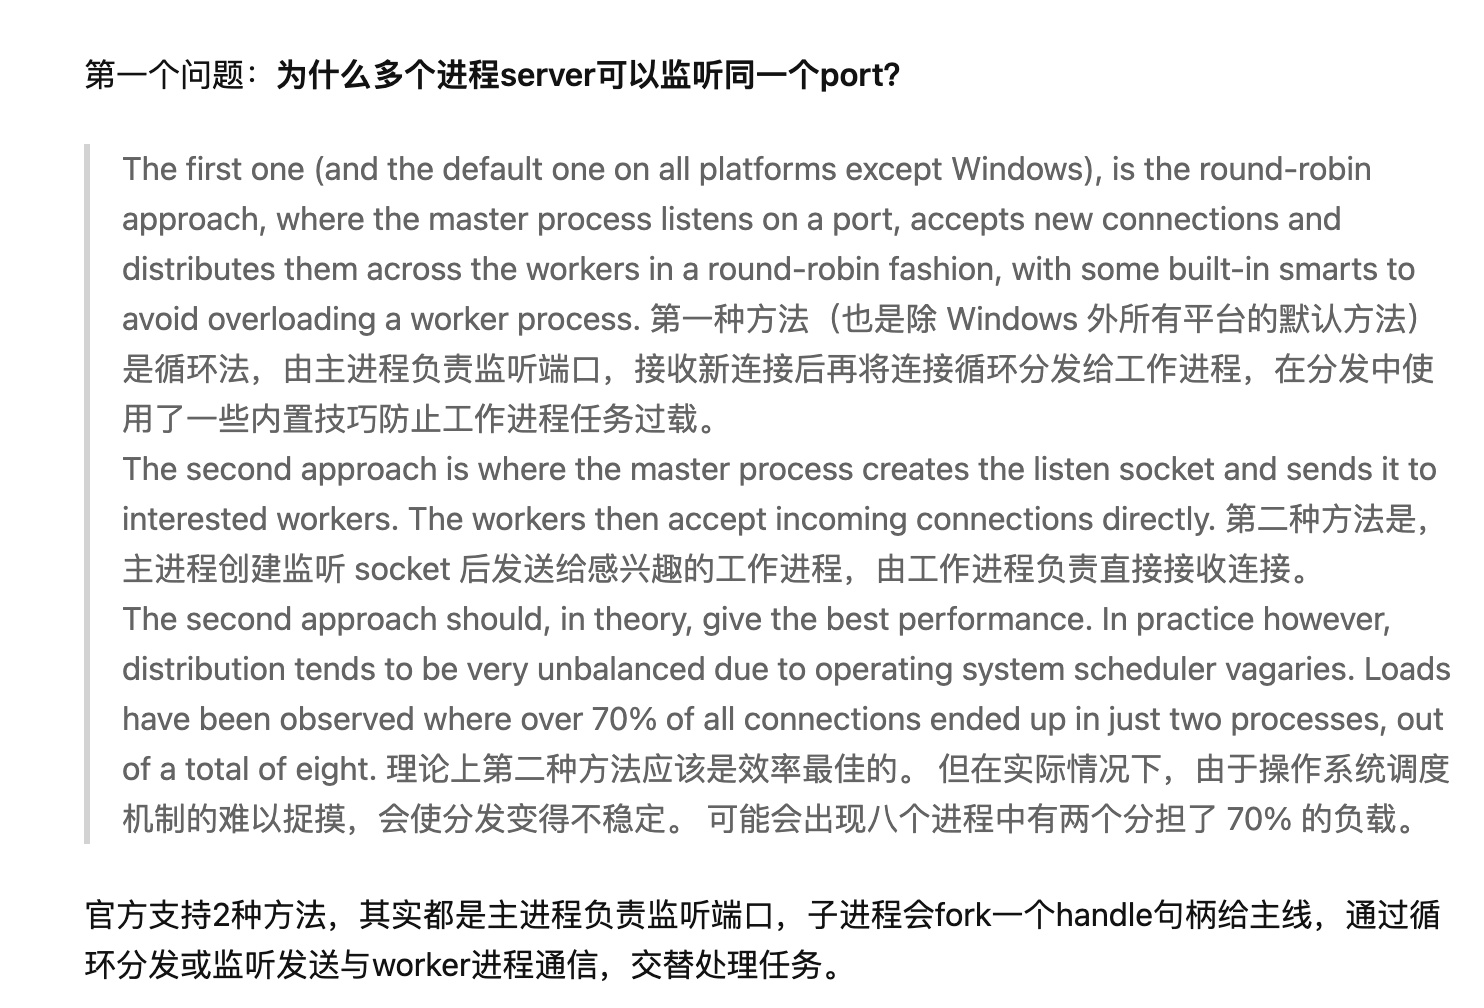 第一个问题：为什么多个进程server可以监听同一个port?
The first one (and the default one on all platforms except Windows), is the round-robin
approach, where the master process listens on a port, accepts new connections and
distributes them across the workers in a round-robin fashion, with some built-in smarts to
avoid overloading a worker process. 第一种方法（也是除 Windows 外所有平台的默认方法）
是循环法，由主进程负责监听端口，接收新连接后再将连接循环分发给工作进程，在分发中使
用了一些内置技巧防止工作进程任务过载。
The second approach is where the master process creates the listen socket and sends it to
interested workers. The workers then accept incoming connections directly. 第二种方法是，
主进程创建监听 socket 后发送给感兴趣的工作进程，由工作进程负责直接接收连接。
The second approach should, in theory, give the best performance. In practice however,
distribution tends to be very unbalanced due to operating system scheduler vagaries. Loads
have been observed where over 70% of all connections ended up in just two processes, out
of a total of eight. 理论上第二种方法应该是效率最佳的。 但在实际情况下，由于操作系统调度
机制的难以捉摸，会使分发变得不稳定。 可能会出现八个进程中有两个分担了 70% 的负载。
官方支持2种方法，其实都是主进程负责监听端口，子进程会fork一个handle句柄给主线，通过循
环分发或监听发送与worker进程通信，交替处理任务。